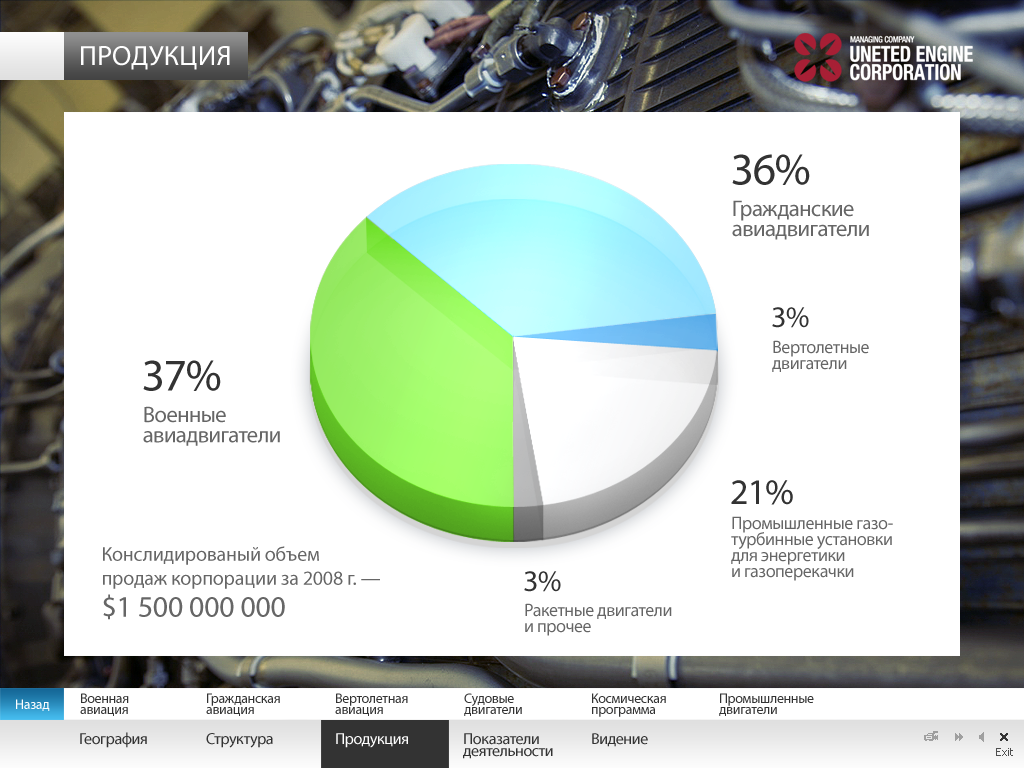 ПРОДУКЦИЯ
MANAGING COMPANY
UNETED ENGINE
CORPORATION
36%
Гражданские
авиадвигатели
3%
Вертолетные
двигатели
37%
Военные
авиадвигатели
21%
Промышленные газо-
турбинные установки
для энергетики
и газоперекачки
Конслидированый объем
продаж корпорации за 2008 г. —
$1 500 000 000
3%
Ракетные двигатели
и прочее
Назад
Военная
авиация
Гражданская
авиация
Вертолетная
авиация
Судовые
двигатели
Космическая
программа
Промышленные
двигатели
География
Структура
Продукция
Показатели
деятельности
Видение
Exit